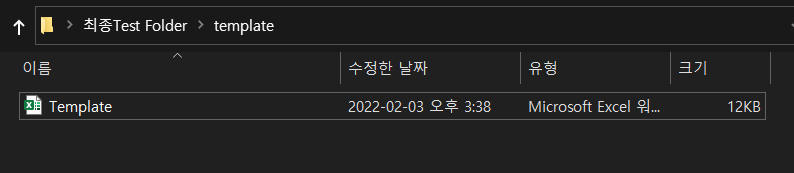 최종Test Folder > template
이름 수정한 날짜 유형 크기
Template 2022-02-03 오후 3:38 Microsoft Excel 워... 12KB